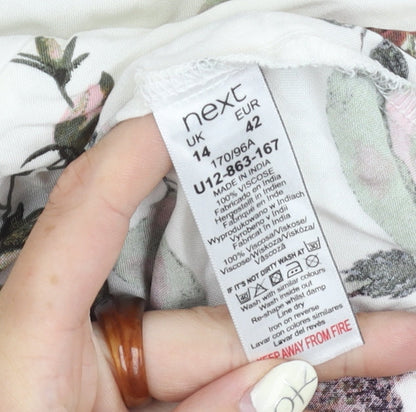 next
UK EUR
14 42
170/96A
U12-863-167
MADE IN INDIA
100% VISCOSE
Fabricado en India
Hergestellt in Indien
Fabriqué en Inde
Wyprodukowano w Indiach
Vyrobeno v Indii
Fabricat in India
100% Viscosa/Viskose/
Viscose/Wiskoza/Viskóza/
Vâscoză
IF IT'S NOT DIRTY WASH AT 30
Wash with similar colours
Wash inside out
Re-shape whilst damp
Line dry
Iron on reverse
Lavar con colores similares
Lavar del revés
KEEP AWAY FROM FIRE